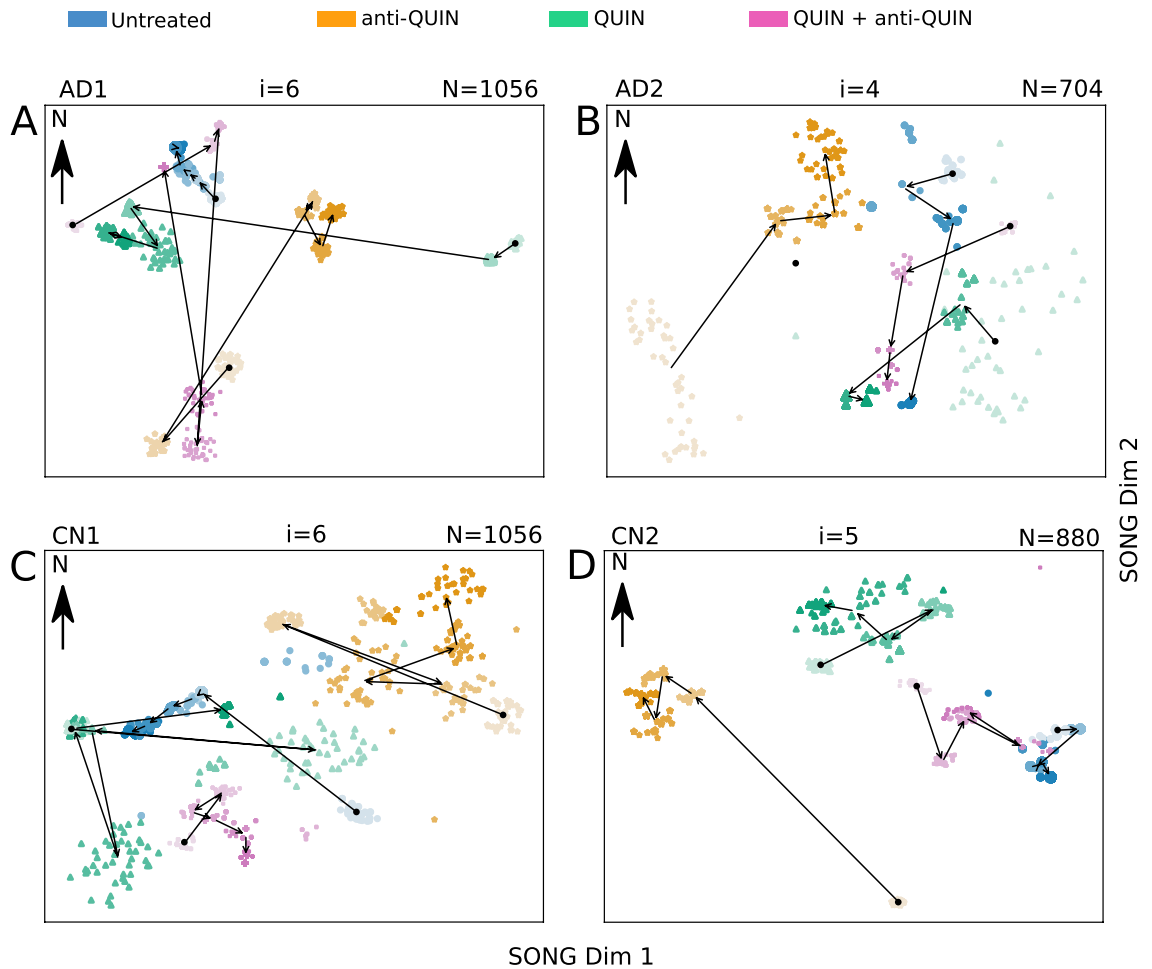 Untreated anti-QUIN QUIN QUIN + anti-QUIN
AD1 i=6 N=1056
AD2 i=4 N=704
A N
B N
SONG Dim 2
CN1 i=6 N=1056
CN2 i=5 N=880
C N
D N
SONG Dim 1